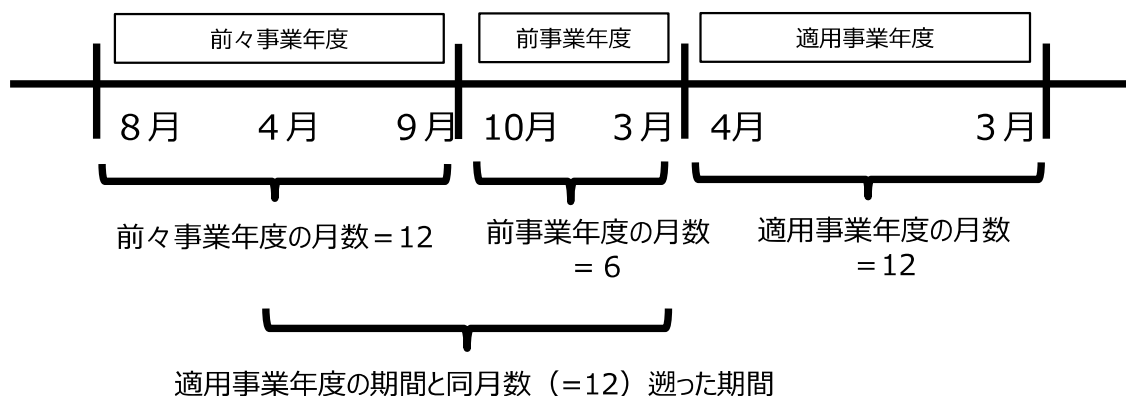 前々事業年度 前事業年度 適用事業年度
8月 4月 9月 10月 3月 4月 3月
前々事業年度の月数＝12
前事業年度の月数
= 6
適用事業年度の月数
＝12
適用事業年度の期間と同月数（=12）遡った期間